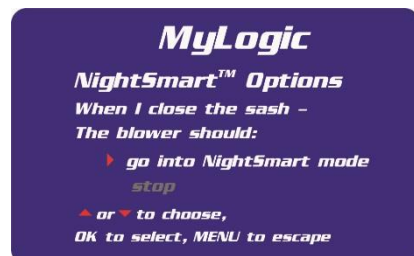 MyLogic
NightSmart™ Options
When I close the sash –
The blower should:
go into NightSmart mode
stop
or to choose,
OK to select, MENU to escape